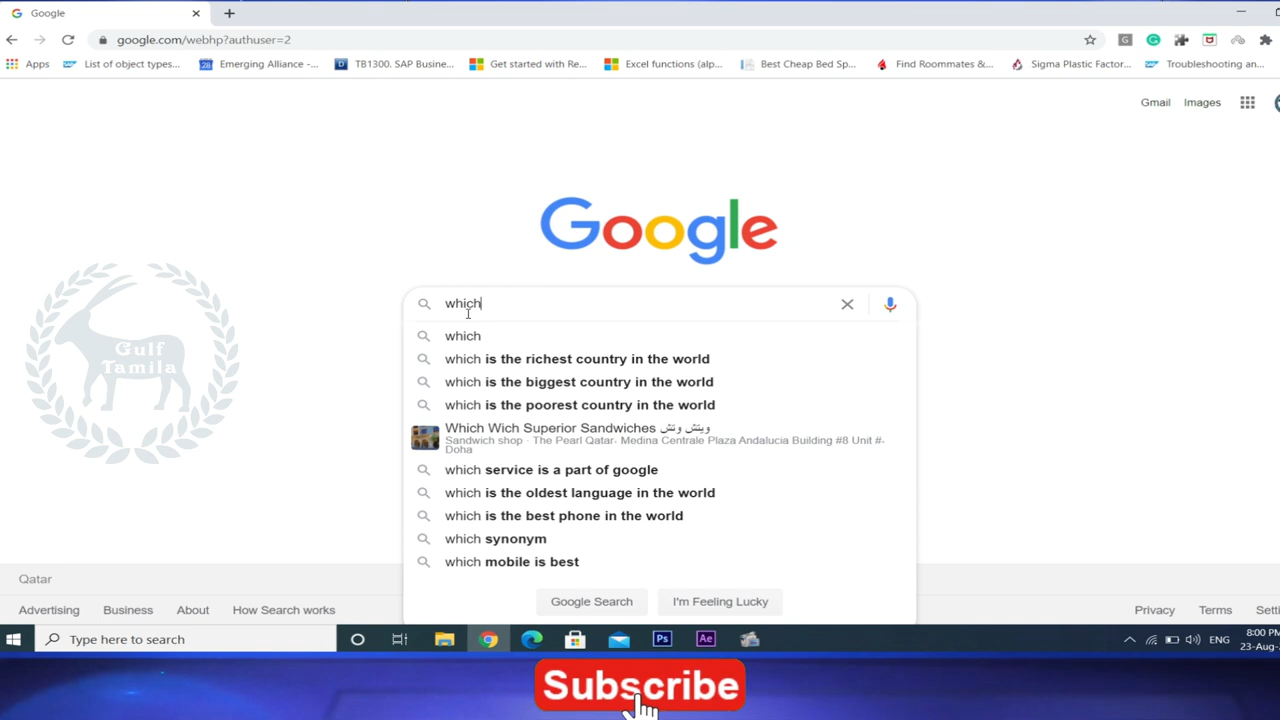 Google
google.com/webhp?authuser=2
Apps List of object types... Emerging Alliance -... TB1300. SAP Busine... Get started with Re... Excel functions (alp... Best Cheap Bed Sp... Find Roommates &... Sigma Plastic Factor... Troubleshooting an...
Gmail Images
Google
Gulf
Tamila
which
which
which is the richest country in the world
which is the biggest country in the world
which is the poorest country in the world
Which Wich Superior Sandwiches ويتش وتش
Sandwich shop · The Pearl Qatar- Medina Centrale Plaza Andalucia Building #8 Unit #-
Doha
which service is a part of google
which is the oldest language in the world
which is the best phone in the world
which synonym
which mobile is best
Google Search I'm Feeling Lucky
Qatar
Advertising Business About How Search works Privacy Terms Setti
Type here to search Ps Ae ENG 8:00 PM
23-Aug-
Subscribe